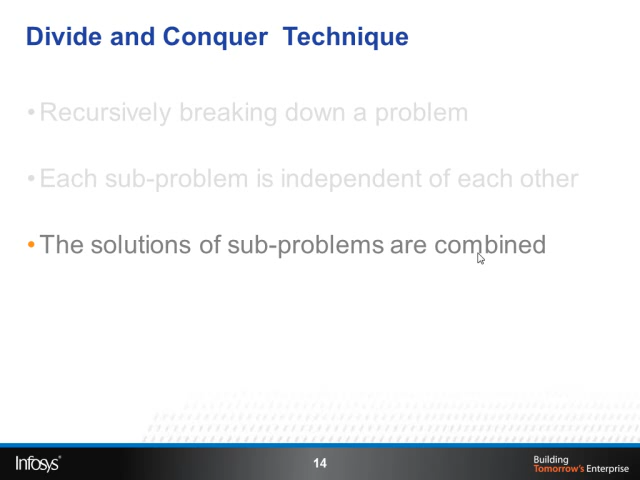 Divide and Conquer Technique
• Recursively breaking down a problem
• Each sub-problem is independent of each other
• The solutions of sub-problems are combined
Infosys®
14
Building
Tomorrow's Enterprise